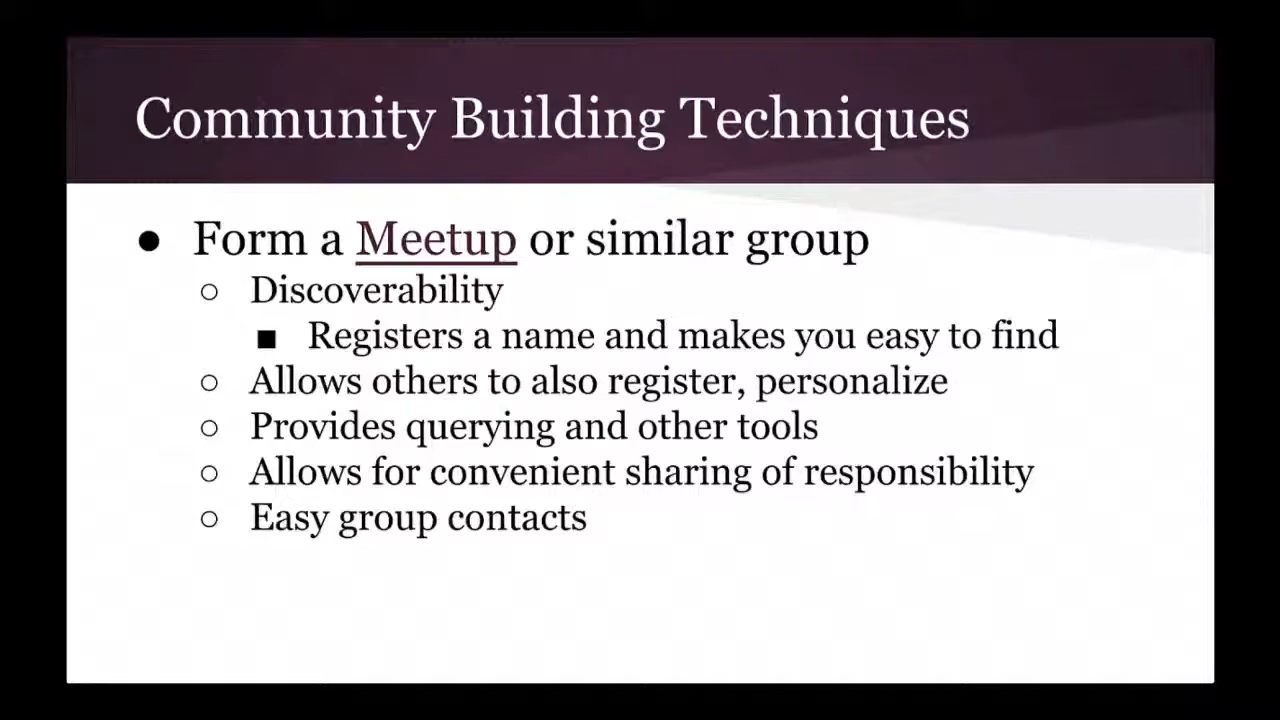 Community Building Techniques
● Form a Meetup or similar group
○ Discoverability
■ Registers a name and makes you easy to find
○ Allows others to also register, personalize
○ Provides querying and other tools
○ Allows for convenient sharing of responsibility
○ Easy group contacts